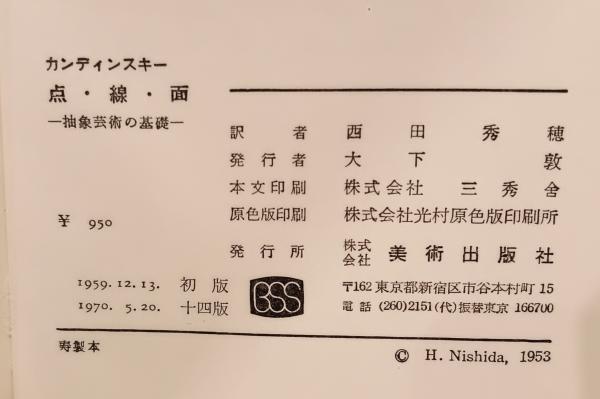 カンディンスキー
点・線・面
―抽象芸術の基礎―
¥ 950
訳者 西田秀穂
発行者 大下敦
本文印刷 株式会社 三秀舎
原色版印刷 株式会社光村原色版印刷所
発行所 株式会社 美術出版社
〒162 東京都新宿区市谷本村町 15
電話 (260)2151(代)振替東京 166700
1959.12.13. 初版
1970. 5.20. 十四版
BSS
寿製本
© H. Nishida, 1953